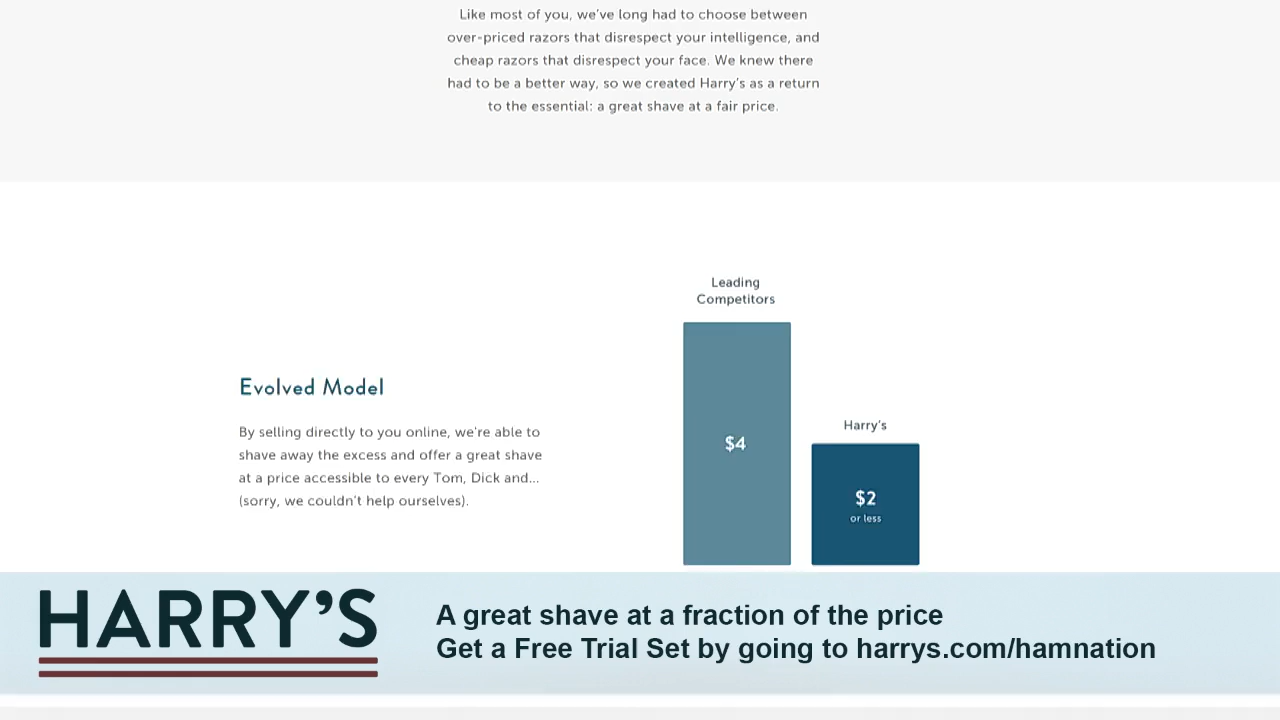 Like most of you, we've long had to choose between
over-priced razors that disrespect your intelligence, and
cheap razors that disrespect your face. We knew there
had to be a better way, so we created Harry's as a return
to the essential: a great shave at a fair price.
Leading
Competitors
Harry's
$4
$2
or less
Evolved Model
By selling directly to you online, we're able to
shave away the excess and offer a great shave
at a price accessible to every Tom, Dick and...
(sorry, we couldn't help ourselves).
HARRY'S
A great shave at a fraction of the price
Get a Free Trial Set by going to harrys.com/hamnation